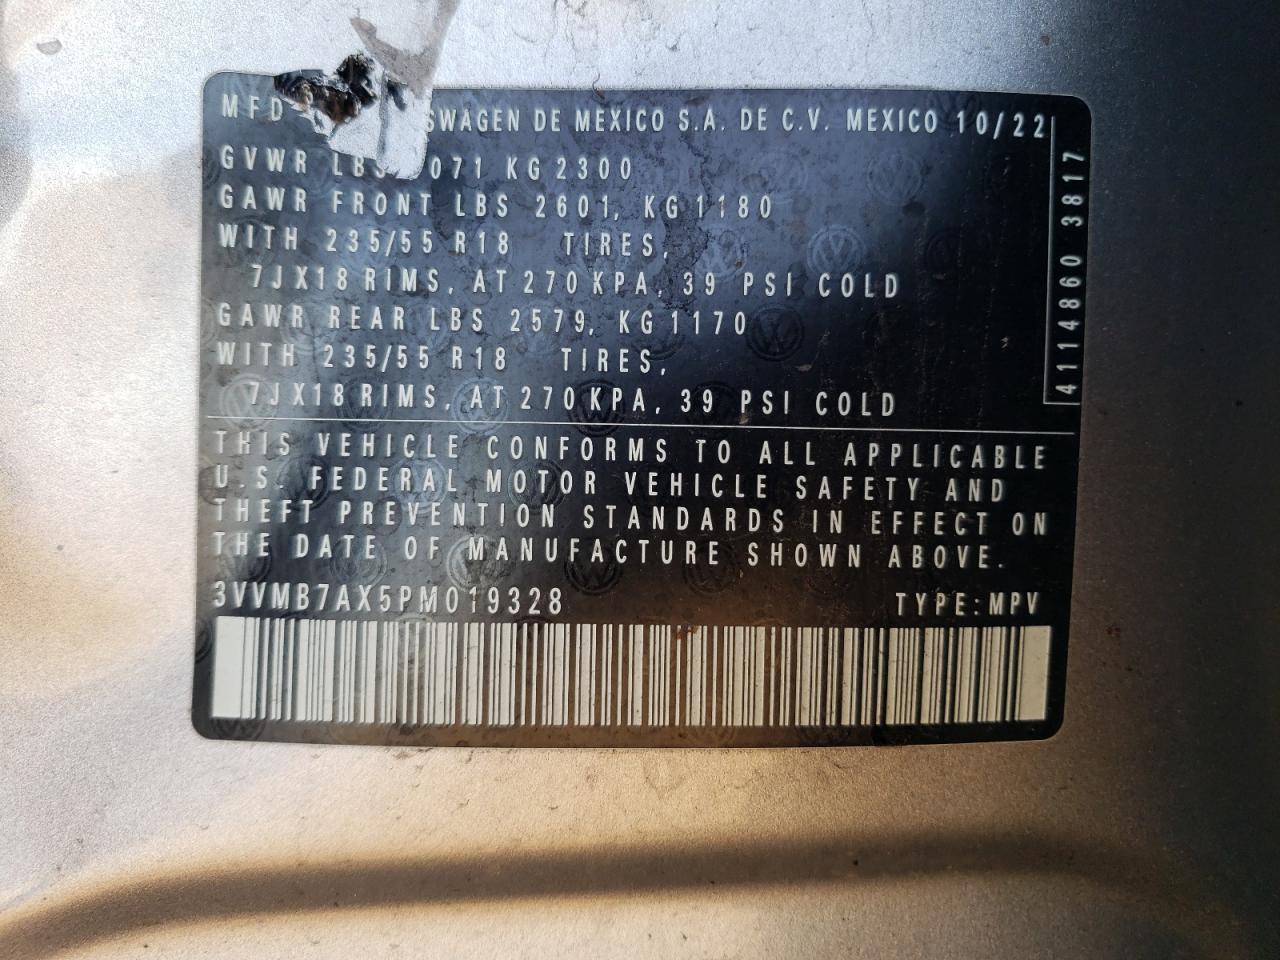 MFD SWAGEN DE MEXICO S.A. DE C.V. MEXICO 10/22
GVWR LBS 071 KG 2300
GAWR FRONT LBS 2601, KG 1180
WITH 235/55 R18 TIRES,
7JX18 RIMS, AT 270 KPA, 39 PSI COLD
GAWR REAR LBS 2579, KG 1170
WITH 235/55 R18 TIRES,
7JX18 RIMS, AT 270 KPA, 39 PSI COLD
4114860 3817
THIS VEHICLE CONFORMS TO ALL APPLICABLE
U.S. FEDERAL MOTOR VEHICLE SAFETY AND
THEFT PREVENTION STANDARDS IN EFFECT ON
THE DATE OF MANUFACTURE SHOWN ABOVE.
3VVMB7AX5PM019328 TYPE: MPV